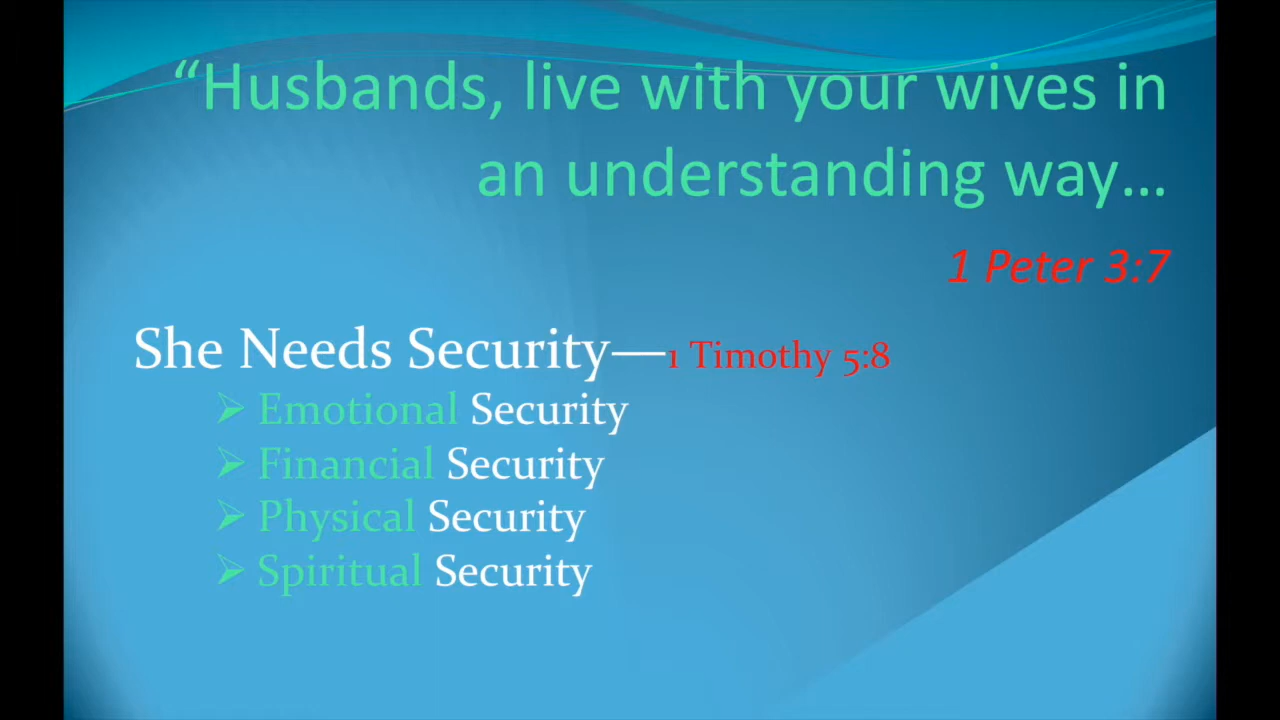 “Husbands, live with your wives in
an understanding way…
1 Peter 3:7
She Needs Security—1 Timothy 5:8
➢ Emotional Security
➢ Financial Security
➢ Physical Security
➢ Spiritual Security